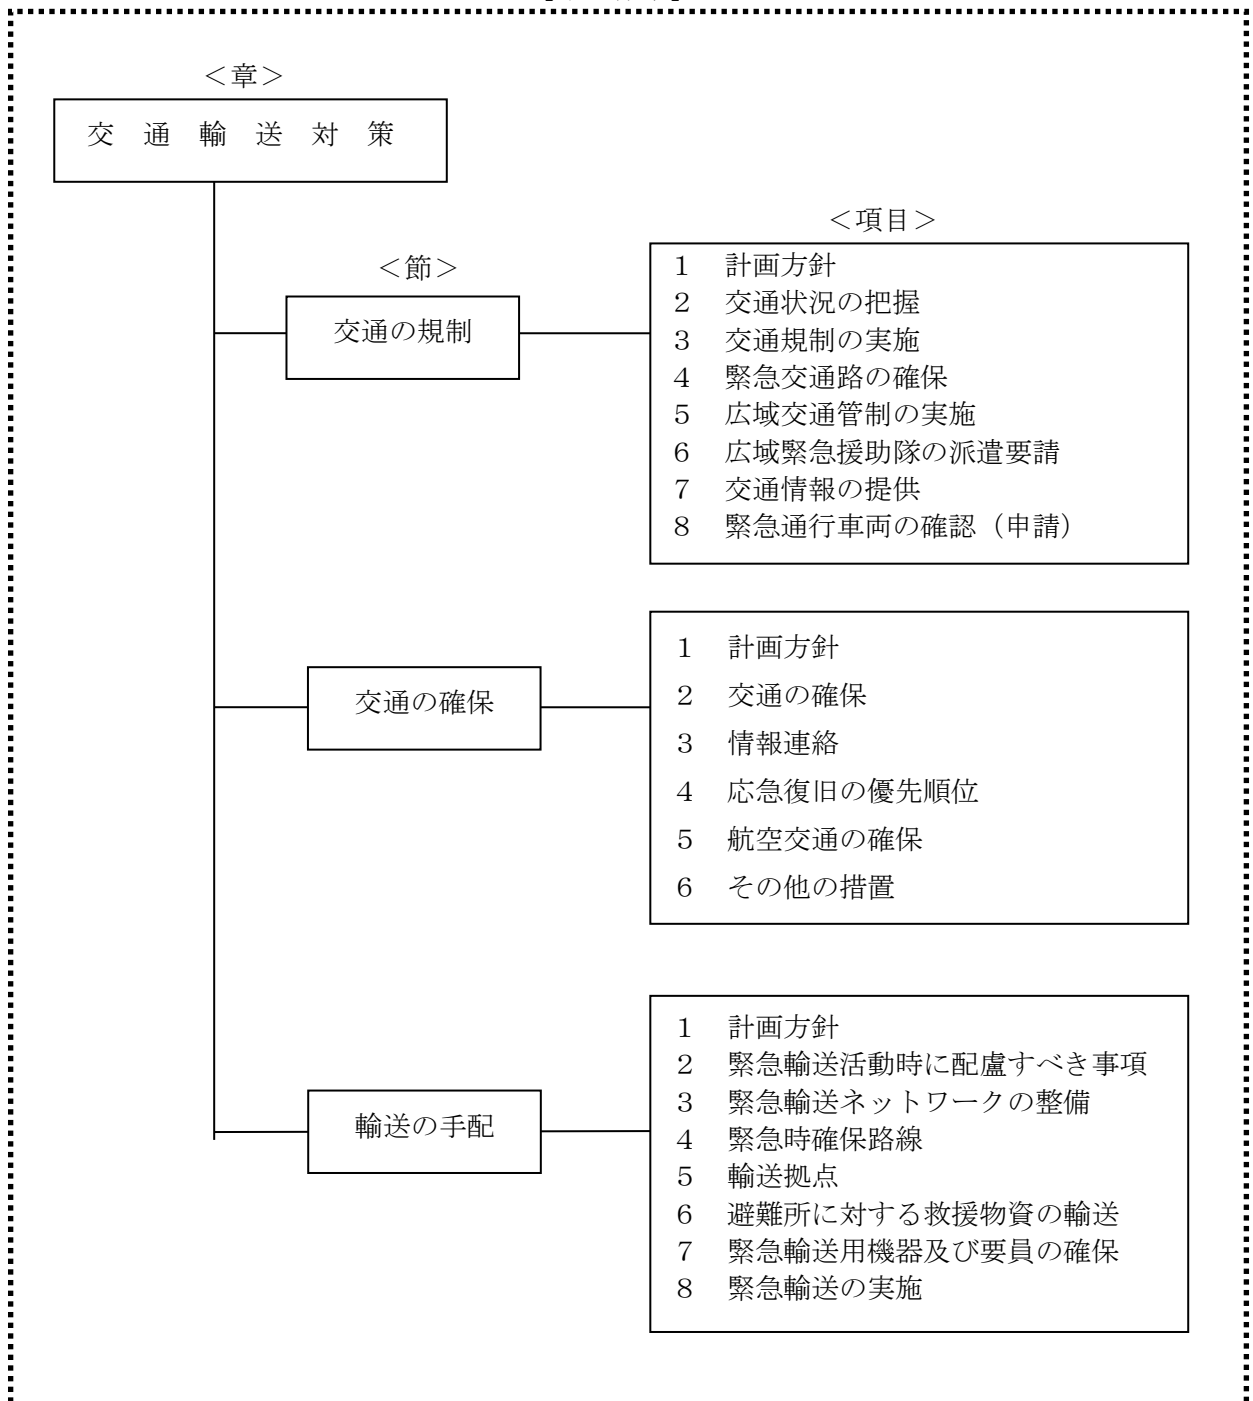 ＜章＞
交 通 輸 送 対 策
＜項目＞
＜節＞
交通の規制
１ 計画方針
２ 交通状況の把握
３ 交通規制の実施
４ 緊急交通路の確保
５ 広域交通管制の実施
６ 広域緊急援助隊の派遣要請
７ 交通情報の提供
８ 緊急通行車両の確認（申請）
交通の確保
１ 計画方針
２ 交通の確保
３ 情報連絡
４ 応急復旧の優先順位
５ 航空交通の確保
６ その他の措置
輸送の手配
１ 計画方針
２ 緊急輸送活動時に配慮すべき事項
３ 緊急輸送ネットワークの整備
４ 緊急時確保路線
５ 輸送拠点
６ 避難所に対する救援物資の輸送
７ 緊急輸送用機器及び要員の確保
８ 緊急輸送の実施